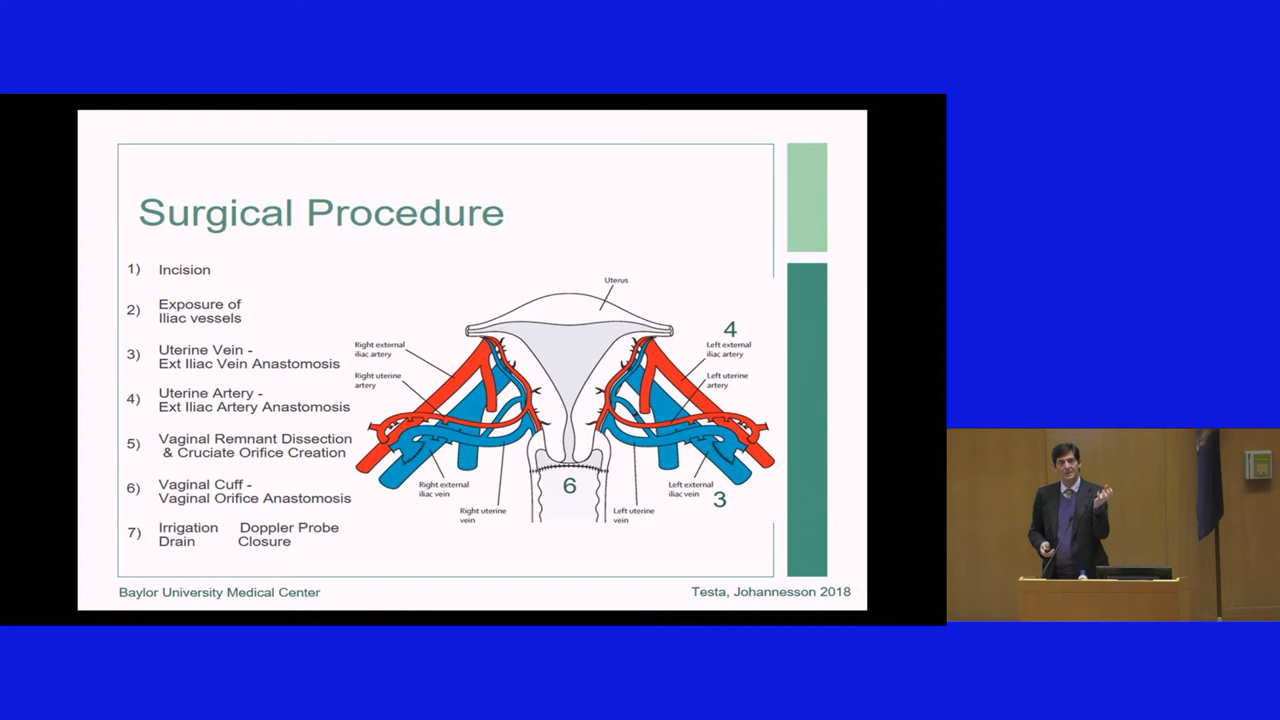 Surgical Procedure
1) Incision
2) Exposure of
Iliac vessels
3) Uterine Vein -
Ext Iliac Vein Anastomosis
4) Uterine Artery -
Ext Iliac Artery Anastomosis
5) Vaginal Remnant Dissection
& Cruciate Orifice Creation
6) Vaginal Cuff -
Vaginal Orifice Anastomosis
7) Irrigation Doppler Probe
Drain Closure
Uterus
Right external
iliac artery
Right uterine
artery
4
Left external
iliac artery
Left uterine
artery
Right external
iliac vein
Right uterine
vein
6
Left external
iliac vein
3
Left uterine
vein
Baylor University Medical Center
Testa, Johannesson 2018